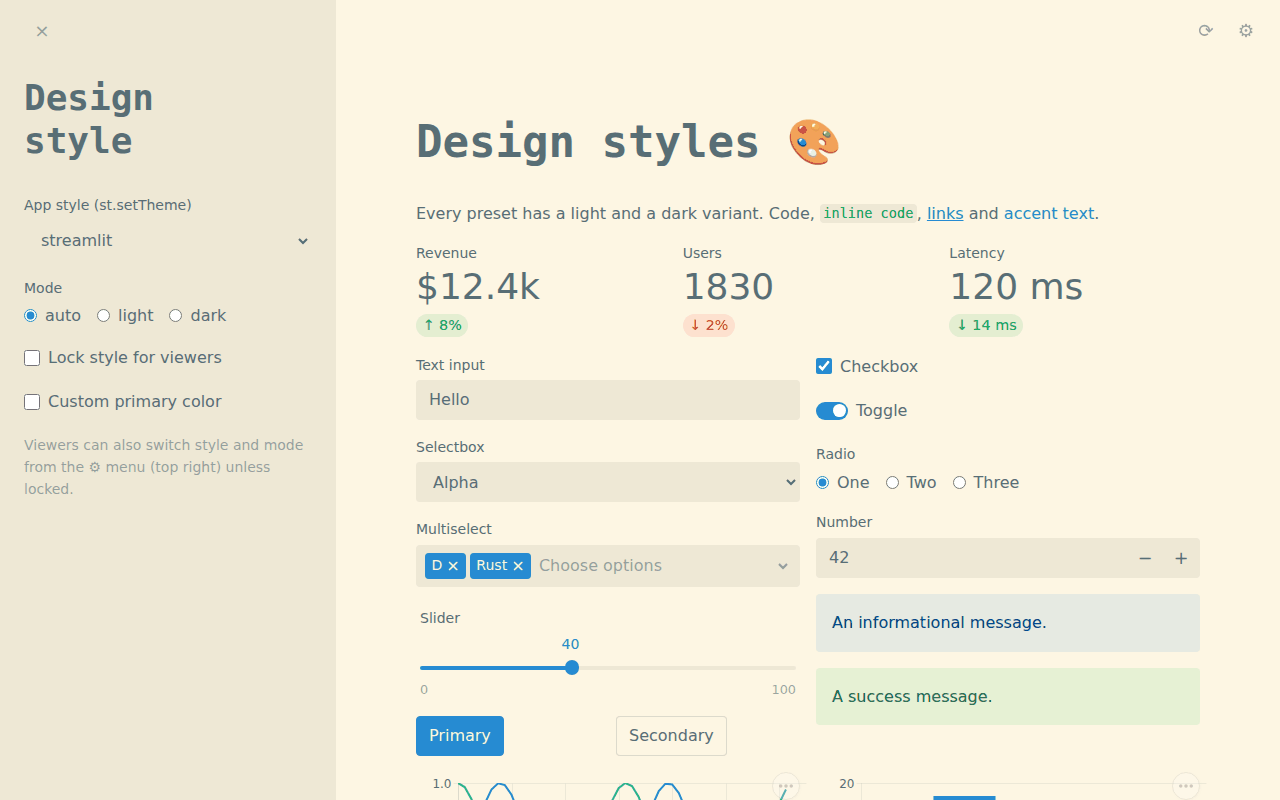 ×
Design
style
App style (st.setTheme)
streamlit
Mode
auto light dark
Lock style for viewers
Custom primary color
Viewers can also switch style and mode
from the ⚙ menu (top right) unless
locked.
Design styles 🎨
Every preset has a light and a dark variant. Code, inline code, links and accent text.
Revenue
$12.4k
↑ 8%
Users
1830
↓ 2%
Latency
120 ms
↓ 14 ms
Text input
Hello
Selectbox
Alpha
Multiselect
D × Rust × Choose options
Slider
40
0 100
Primary Secondary
Checkbox
Toggle
Radio
One Two Three
Number
42 − +
An informational message.
A success message.
1.0
20